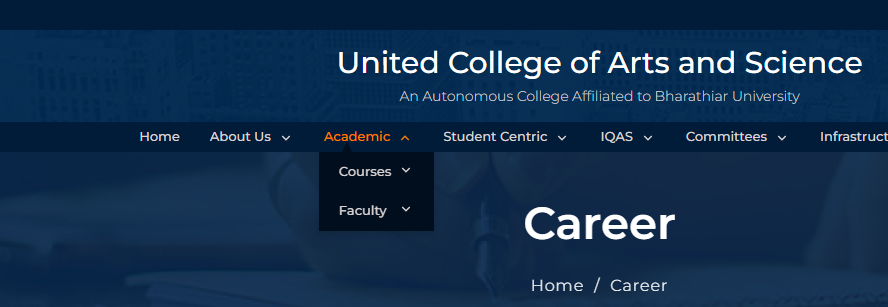 United College of Arts and Science
An Autonomous College Affiliated to Bharathiar University
Home About Us Academic Student Centric IQAS Committees Infrastruct
Courses
Faculty
Career
Home / Career